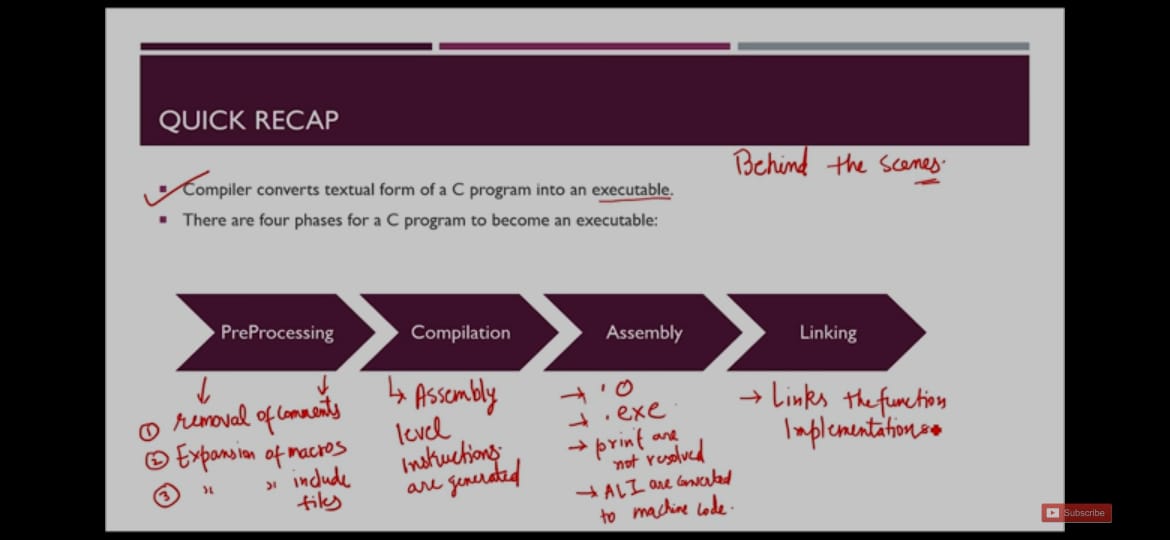 QUICK RECAP
Behind the scenes.
Compiler converts textual form of a C program into an executable.
There are four phases for a C program to become an executable:
PreProcessing
Compilation
Assembly
Linking
① removal of comments
② Expansion of macros
③ " " include
files
Assembly
level
Instructions.
are generated
→ .o
→ .exe
→ print are
not resolved
→ ALI are converted
to machine code.
→ Links the function
Implementations
Subscribe